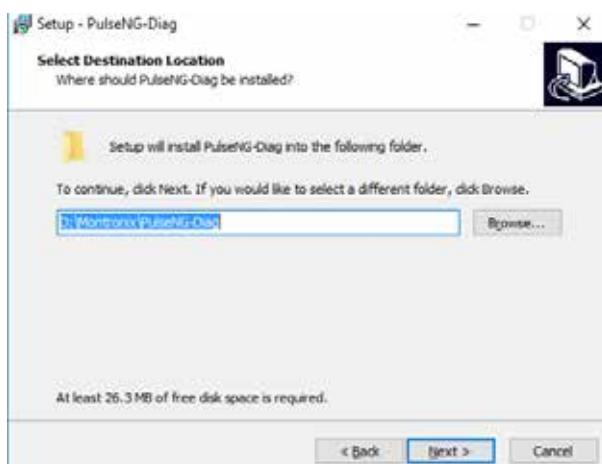 Setup - PulseNG-Diag
Select Destination Location
Where should PulseNG-Diag be installed?
Setup will install PulseNG-Diag into the following folder.
To continue, click Next. If you would like to select a different folder, click Browse.
D:\Montronix\PulseNG-Diag
Browse...
At least 26.3 MB of free disk space is required.
< Back
Next >
Cancel